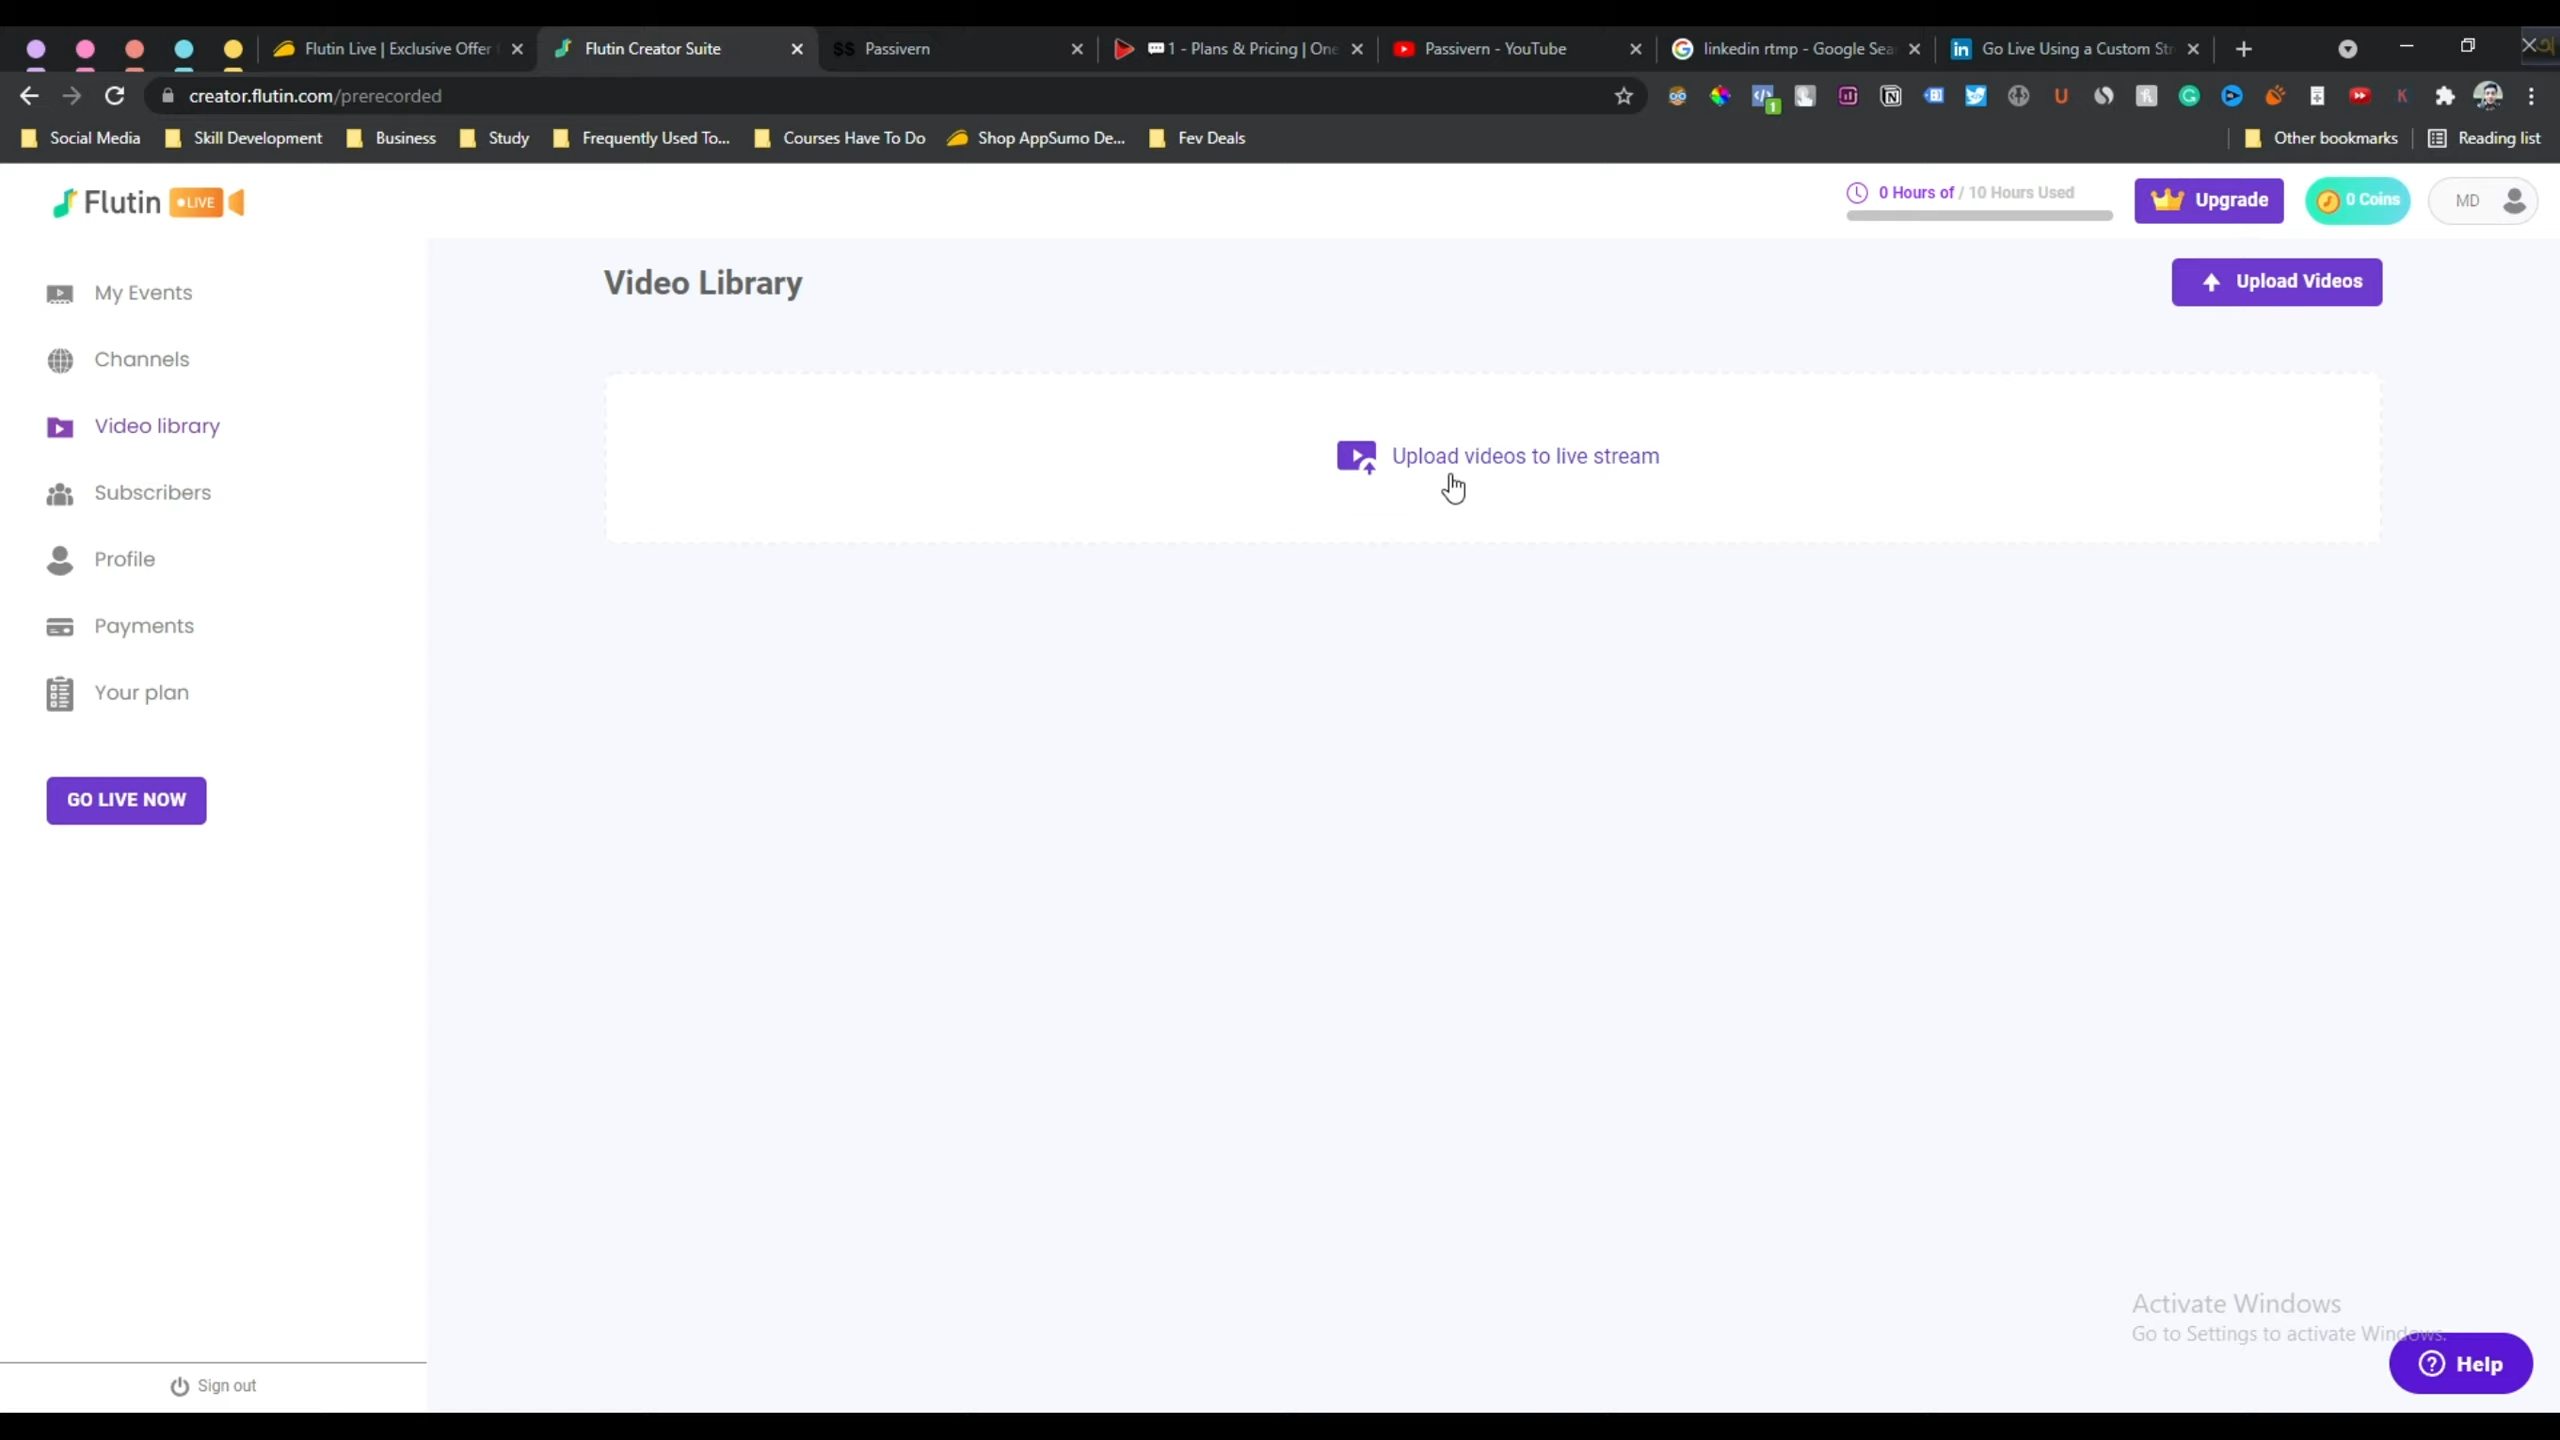 Flutin Live | Exclusive Offer
Flutin Creator Suite
$$ Passivern
1 - Plans & Pricing | One
Passivern - YouTube
linkedin rtmp - Google Sea
Go Live Using a Custom Str
creator.flutin.com/prerecorded
1
Social Media
Skill Development
Business
Study
Frequently Used To...
Courses Have To Do
Shop AppSumo De...
Fev Deals
Other bookmarks
Reading list
Flutin LIVE
0 Hours of / 10 Hours Used
Upgrade
0 Coins
MD
My Events
Channels
Video library
Subscribers
Profile
Payments
Your plan
GO LIVE NOW
Sign out
Video Library
Upload Videos
Upload videos to live stream
Activate Windows
Go to Settings to activate Windows.
Help